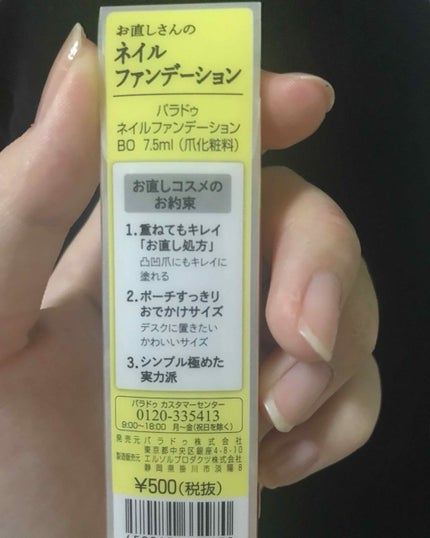 お直しさんの
ネイル
ファンデーション
パラドゥ
ネイルファンデーション
BO 7.5ml（爪化粧料）
お直しコスメの
お約束
1.重ねてもキレイ
「お直し処方」
凸凹爪にもキレイに
塗れる
2.ポーチすっきり
おでかけサイズ
デスクに置きたい
かわいいサイズ
3.シンプル極めた
実力派
パラドゥ カスタマーセンター
0120-335413
9:00~18:00 月~金(祝日を除く)
発売元 パラドゥ株式会社
東京都中央区銀座4-8-10
製造販売元 エルソルプロダクツ株式会社
静岡県掛川市淡陽8
¥500(税抜)